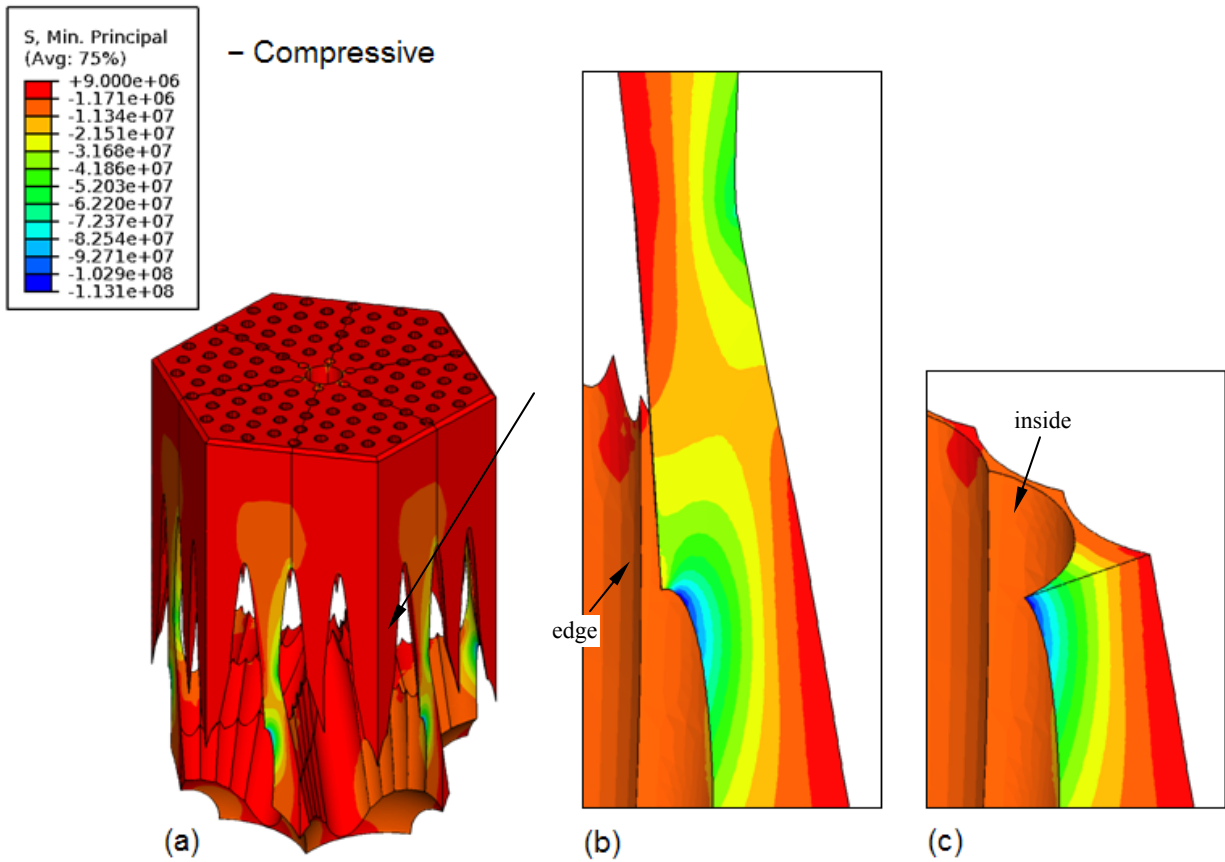 S, Min. Principal
(Avg: 75%)
+9.000e+06
-1.171e+06
-1.134e+07
-2.151e+07
-3.168e+07
-4.186e+07
-5.203e+07
-6.220e+07
-7.237e+07
-8.254e+07
-9.271e+07
-1.029e+08
-1.131e+08
– Compressive
inside
edge
(a)
(b)
(c)